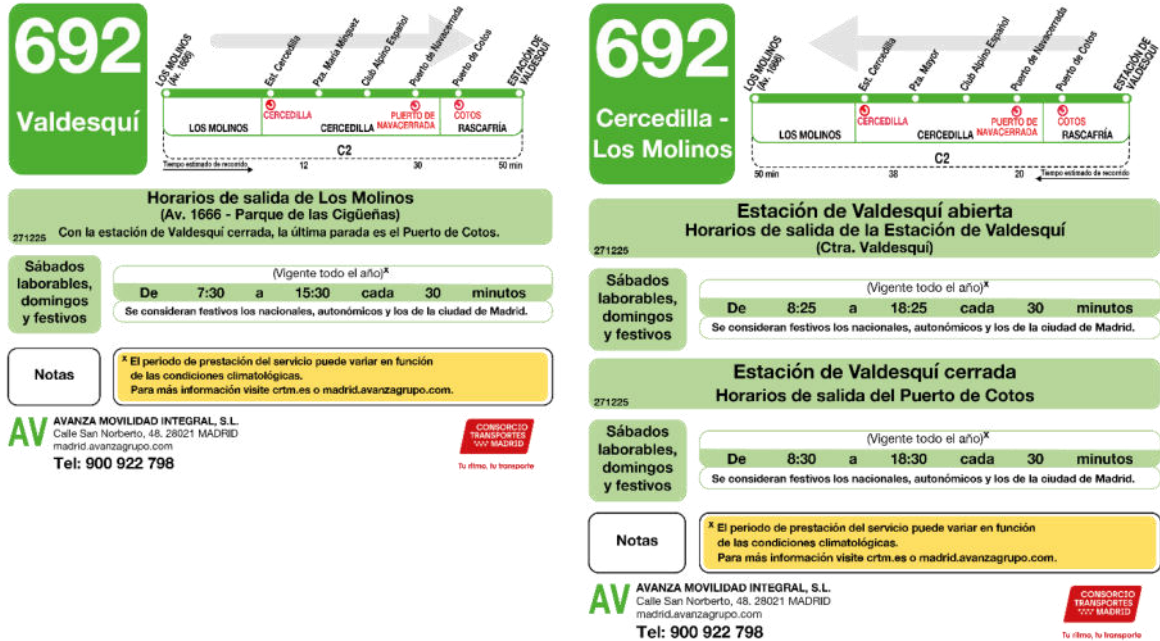 692
Valdesquí
LOS MOLINOS
(Av. 1666)
Est. Cercedilla
Pza. María Mínguez
Club Alpino Español
Puerto de Navacerrada
Puerto de Cotos
ESTACIÓN DE
VALDESQUÍ
CERCEDILLA
PUERTO DE
NAVACERRADA
COTOS
LOS MOLINOS
CERCEDILLA
RASCAFRÍA
C2
Tiempo estimado de recorrido
12
30
50 min
Horarios de salida de Los Molinos
(Av. 1666 - Parque de las Cigüeñas)
Con la estación de Valdesquí cerrada, la última parada es el Puerto de Cotos.
271225
Sábados
laborables,
domingos
y festivos
(Vigente todo el año)x
De 7:30 a 15:30 cada 30 minutos
Se consideran festivos los nacionales, autonómicos y los de la ciudad de Madrid.
Notas
x El periodo de prestación del servicio puede variar en función
de las condiciones climatológicas.
Para más información visite crtm.es o madrid.avanzagrupo.com.
AV
AVANZA MOVILIDAD INTEGRAL, S.L.
Calle San Norberto, 48. 28021 MADRID
madrid.avanzagrupo.com
Tel: 900 922 798
CONSORCIO
TRANSPORTES
MADRID
Tu ritmo, tu transporte
692
Cercedilla -
Los Molinos
LOS MOLINOS
(Av. 1666)
Est. Cercedilla
Pza. Mayor
Club Alpino Español
Puerto de Navacerrada
Puerto de Cotos
ESTACIÓN DE
VALDESQUÍ
CERCEDILLA
PUERTO DE
NAVACERRADA
COTOS
LOS MOLINOS
CERCEDILLA
RASCAFRÍA
C2
50 min
38
20
Tiempo estimado de recorrido
Estación de Valdesquí abierta
Horarios de salida de la Estación de Valdesquí
(Ctra. Valdesquí)
271225
Sábados
laborables,
domingos
y festivos
(Vigente todo el año)x
De 8:25 a 18:25 cada 30 minutos
Se consideran festivos los nacionales, autonómicos y los de la ciudad de Madrid.
Estación de Valdesquí cerrada
Horarios de salida del Puerto de Cotos
271225
Sábados
laborables,
domingos
y festivos
(Vigente todo el año)x
De 8:30 a 18:30 cada 30 minutos
Se consideran festivos los nacionales, autonómicos y los de la ciudad de Madrid.
Notas
x El periodo de prestación del servicio puede variar en función
de las condiciones climatológicas.
Para más información visite crtm.es o madrid.avanzagrupo.com.
AV
AVANZA MOVILIDAD INTEGRAL, S.L.
Calle San Norberto, 48. 28021 MADRID
madrid.avanzagrupo.com
Tel: 900 922 798
CONSORCIO
TRANSPORTES
MADRID
Tu ritmo, tu transporte